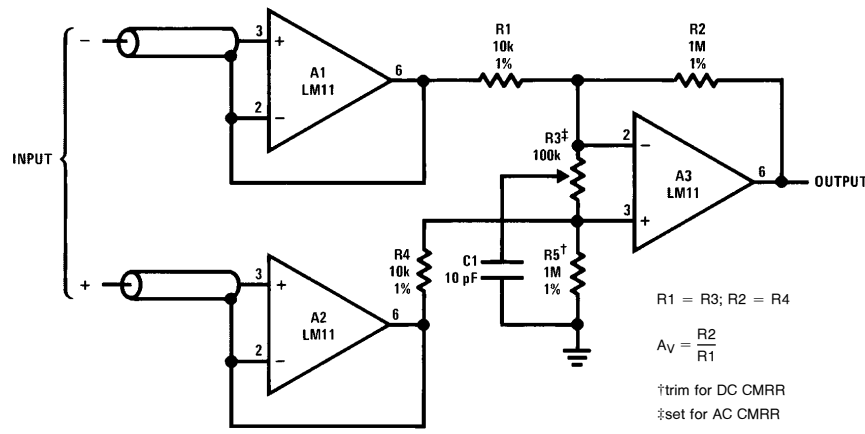 INPUT
−
+
3
+
2
−
A1
LM11
6
R1
10k
1%
R2
1M
1%
R3‡
100k
2
−
3
+
A3
LM11
6
OUTPUT
R4
10k
1%
C1
10 pF
R5†
1M
1%
3
+
2
−
A2
LM11
6
R1 = R3; R2 = R4
AV = R2
R1
†trim for DC CMRR
‡set for AC CMRR